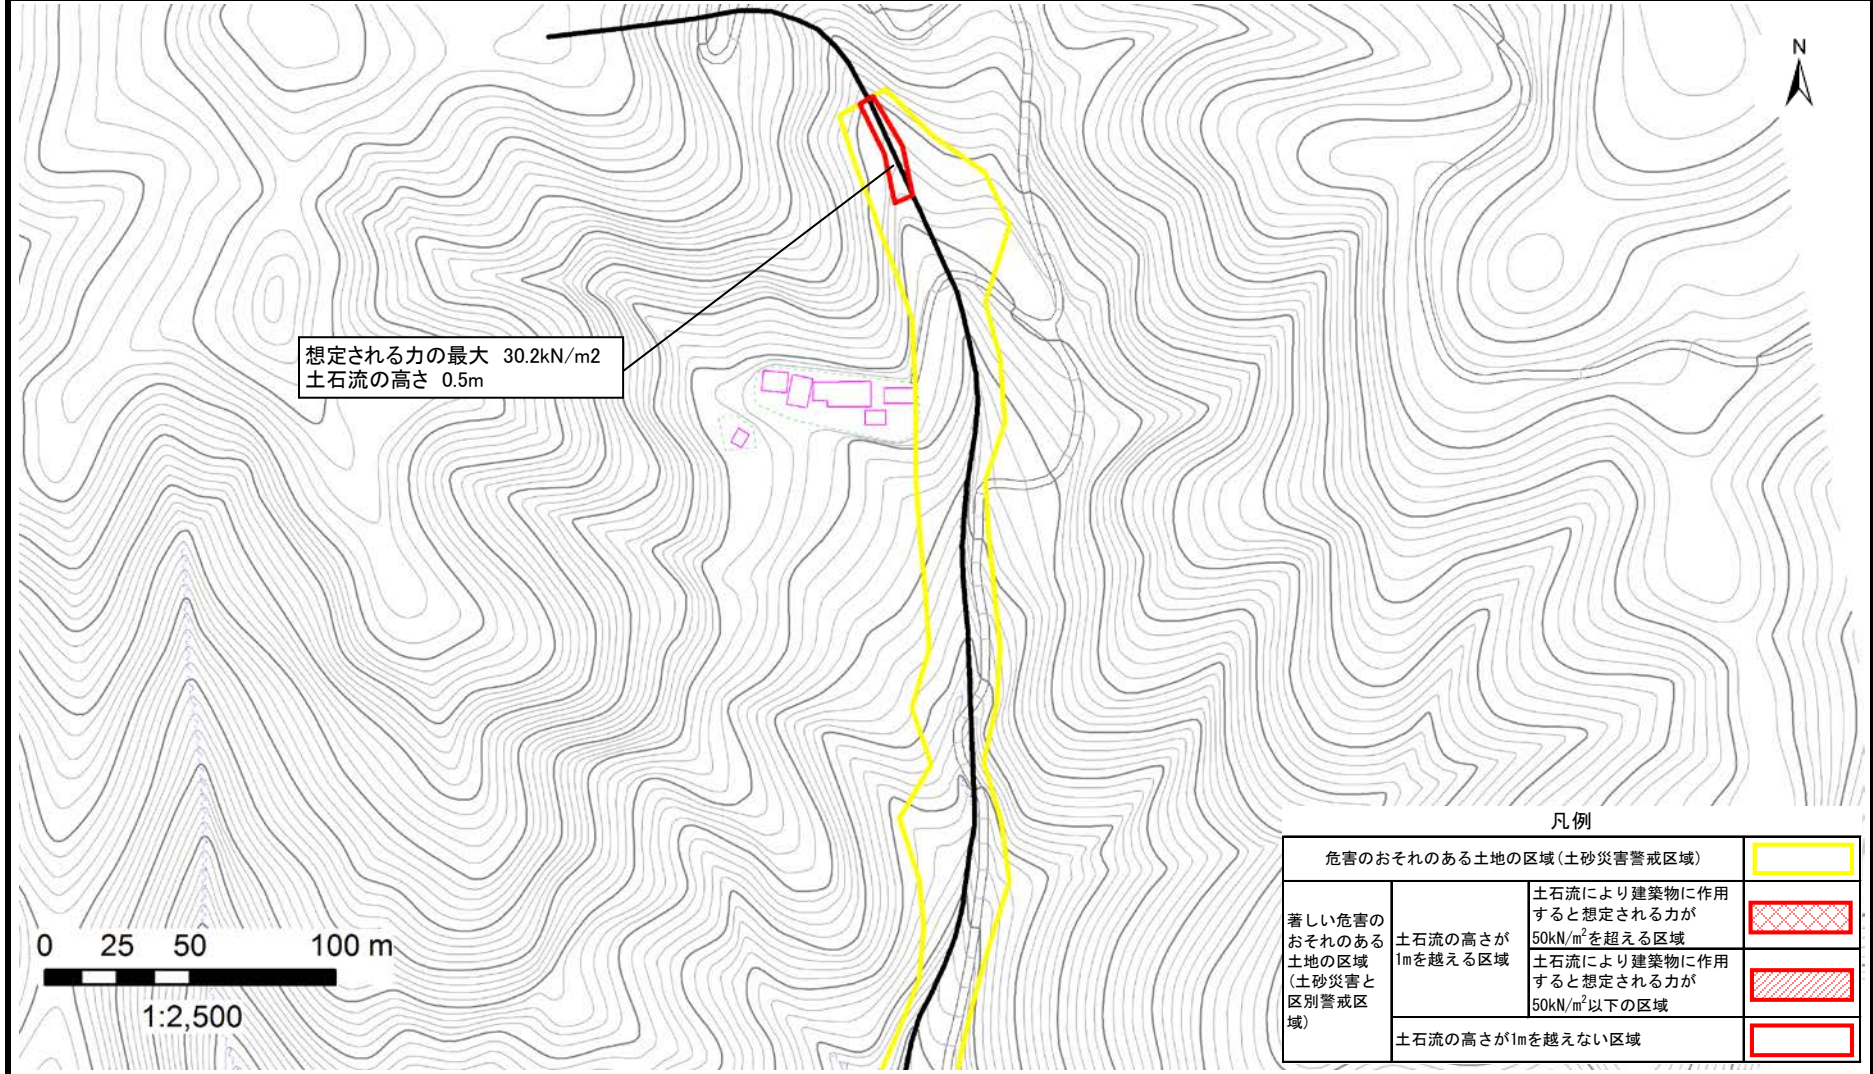 N
想定される力の最大 30.2kN/m2
土石流の高さ 0.5m
0 25 50 100 m
1:2,500
凡例
危害のおそれのある土地の区域(土砂災害警戒区域)
著しい危害の
おそれのある
土地の区域
(土砂災害と
区別警戒区
域)
土石流の高さが
1mを越える区域
土石流により建築物に作用
すると想定される力が
50kN/m²を超える区域
土石流により建築物に作用
すると想定される力が
50kN/m²以下の区域
土石流の高さが1mを越えない区域